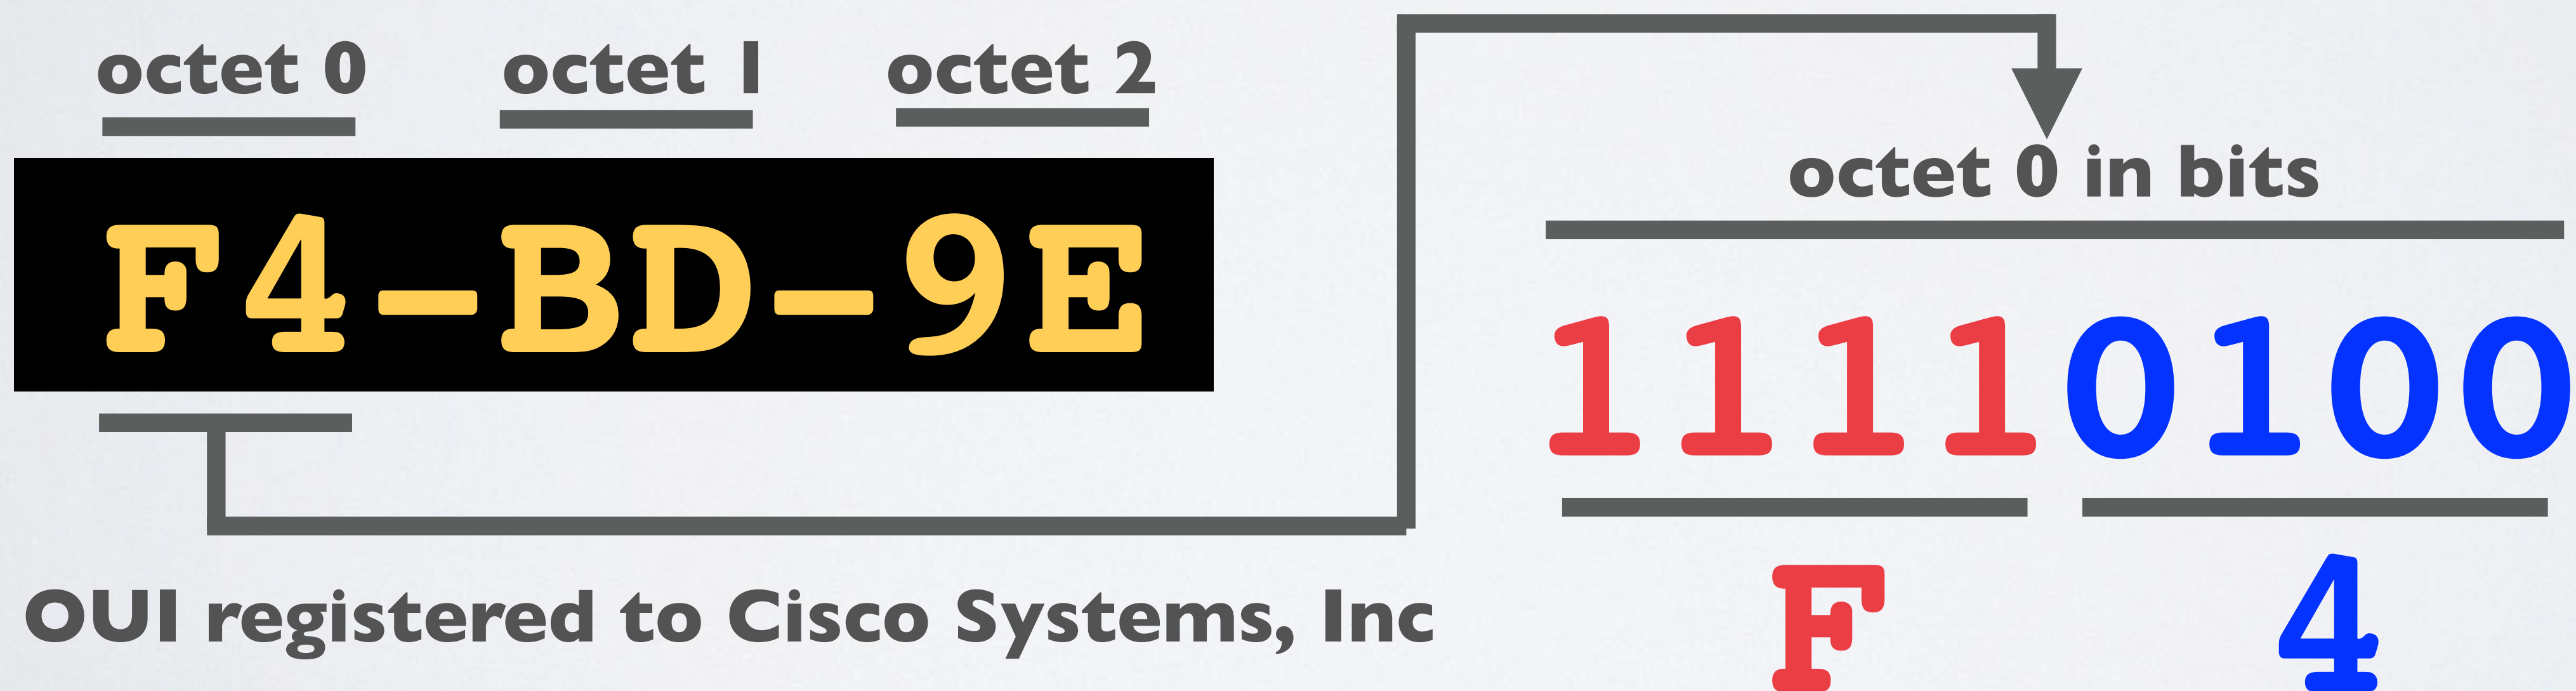 octet 0 octet 1 octet 2
F4-BD-9E
OUI registered to Cisco Systems, Inc
octet 0 in bits
11110100
F 4